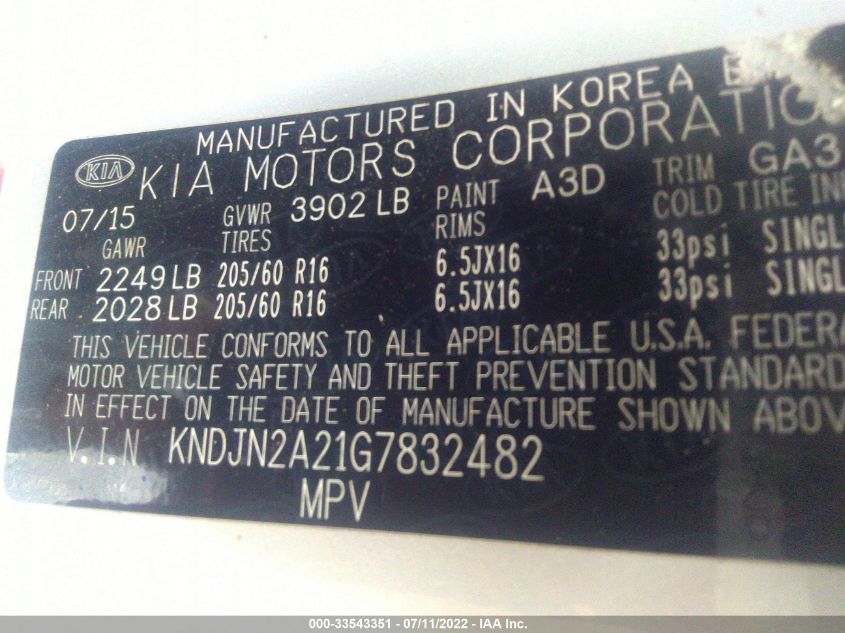 MANUFACTURED IN KOREA
KIA KIA MOTORS CORPORATIO
07/15 GVWR 3902 LB PAINT A3D TRIM GA3
GAWR TIRES RIMS COLD TIRE
FRONT 2249 LB 205/60 R16 6.5JX16 33psi SINGL
REAR 2028 LB 205/60 R16 6.5JX16 33psi SINGL
THIS VEHICLE CONFORMS TO ALL APPLICABLE U.S.A. FEDERA
MOTOR VEHICLE SAFETY AND THEFT PREVENTION STANDARD
IN EFFECT ON THE DATE OF MANUFACTURE SHOWN ABOV
V.I.N KNDJN2A21G7832482
MPV
000-33543351 - 07/11/2022 - IAA Inc.